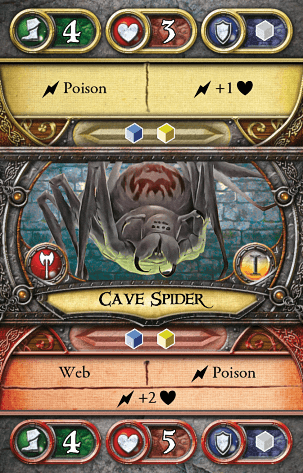 4 3
Poison +1
I
CAVE SPIDER
Web Poison
+2
4 5